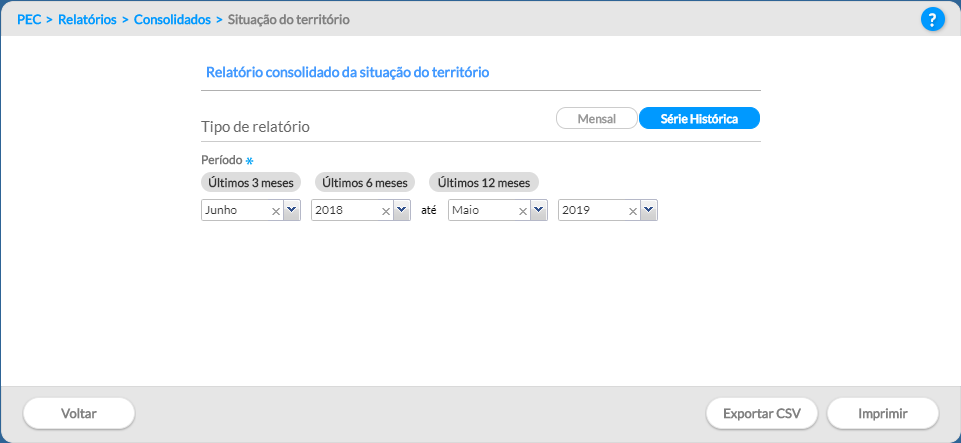 PEC > Relatórios > Consolidados > Situação do território
?
Relatório consolidado da situação do território
Tipo de relatório
Mensal
Série Histórica
Período *
Últimos 3 meses
Últimos 6 meses
Últimos 12 meses
Junho × 2018 × até Maio × 2019 ×
Voltar
Exportar CSV
Imprimir